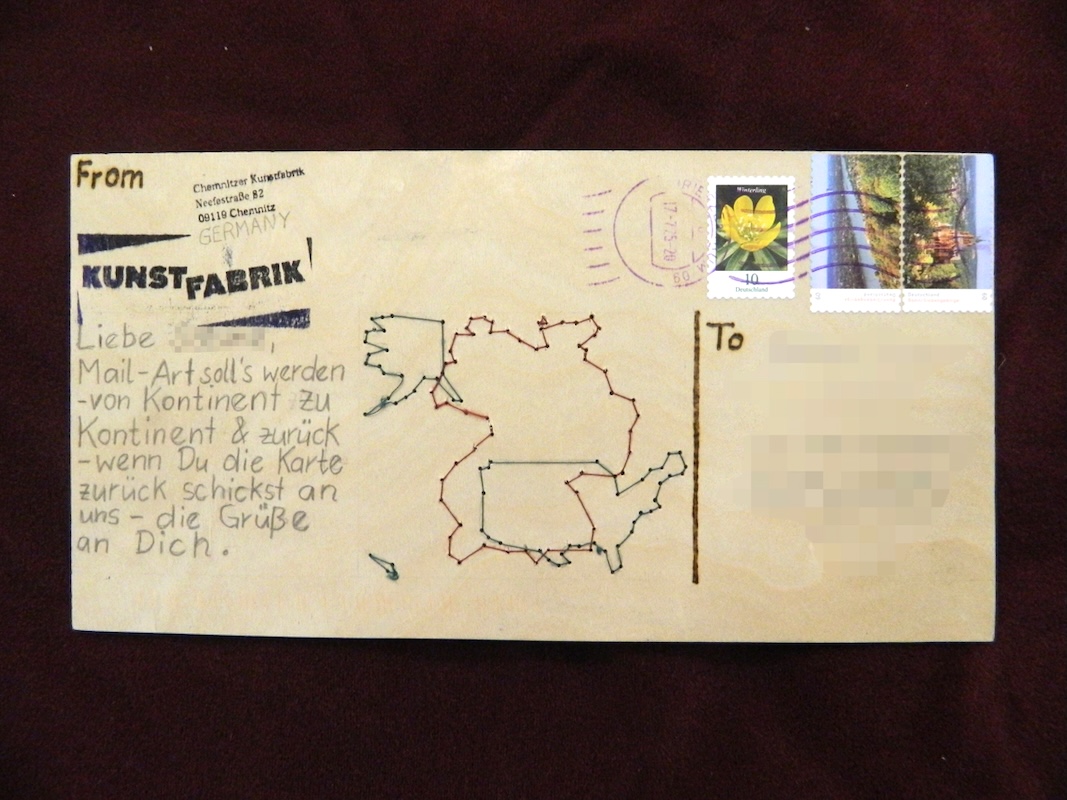 From
Chemnitzer Kunstfabrik
Neefestraße 82
09119 Chemnitz
GERMANY
KUNSTFABRIK
Liebe
Mail-Art soll's werden
-von Kontinent zu
Kontinent & zurück
-wenn Du die Karte
zurück schickst an
uns - die Grüße
an Dich.
Winterling
10
Deutschland
To